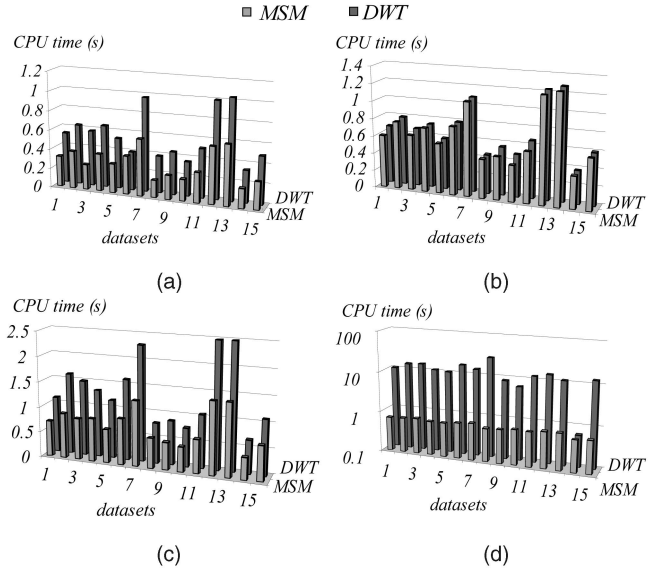 MSM DWT
CPU time (s)
1.2
1
0.8
0.6
0.4
0.2
0
1 3 5 7 9 11 13 15
DWT
MSM
datasets
(a)
CPU time (s)
1.4
1.2
1
0.8
0.6
0.4
0.2
0
1 3 5 7 9 11 13 15
DWT
MSM
datasets
(b)
CPU time (s)
2.5
2
1.5
1
0.5
0
1 3 5 7 9 11 13 15
DWT
MSM
datasets
(c)
CPU time (s)
100
10
1
0.1
1 3 5 7 9 11 13 15
DWT
MSM
datasets
(d)